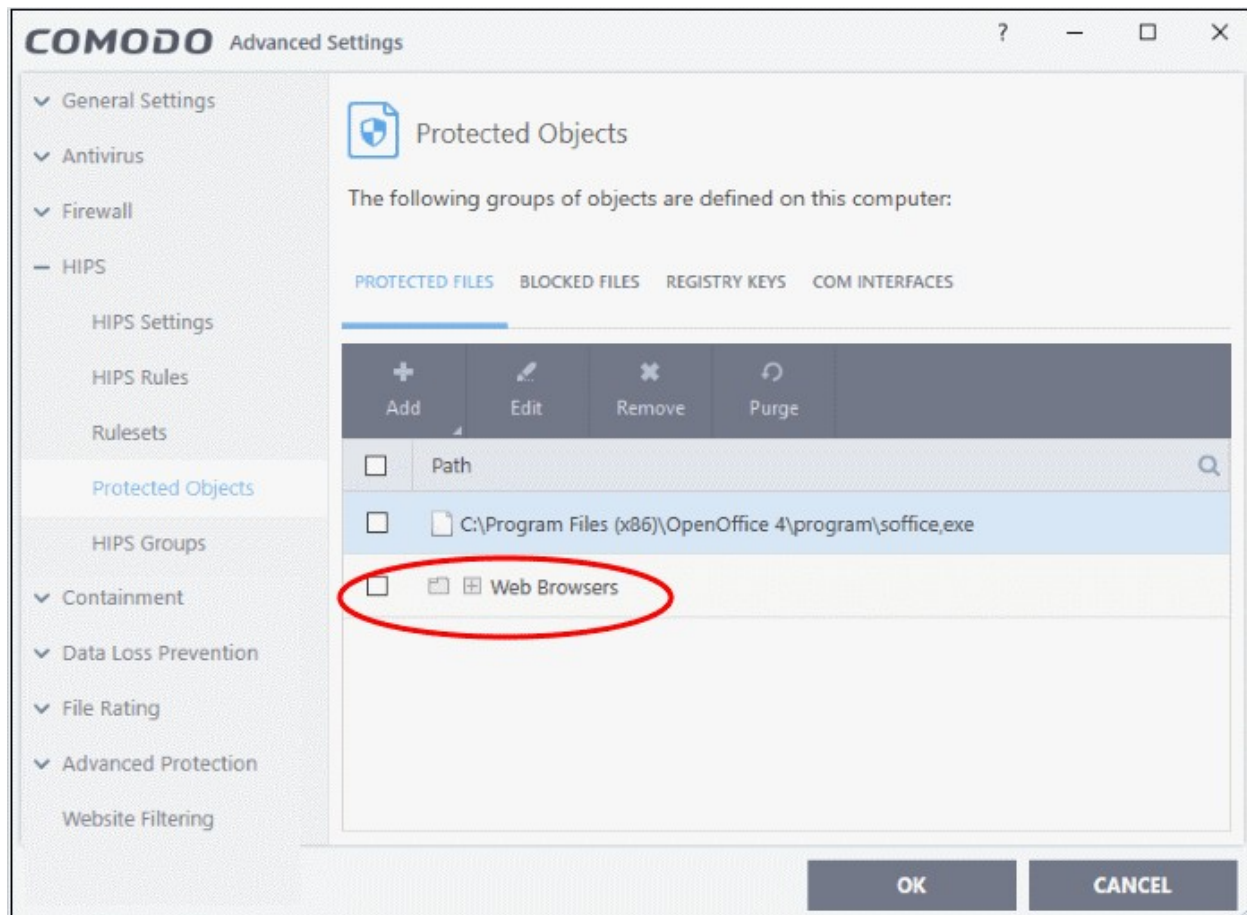 COMODO Advanced Settings ?
General Settings
Antivirus
Firewall
HIPS
HIPS Settings
HIPS Rules
Rulesets
Protected Objects
HIPS Groups
Containment
Data Loss Prevention
File Rating
Advanced Protection
Website Filtering
Protected Objects
The following groups of objects are defined on this computer:
PROTECTED FILES BLOCKED FILES REGISTRY KEYS COM INTERFACES
Add Edit Remove Purge
Path
C:\Program Files (x86)\OpenOffice 4\program\soffice,exe
Web Browsers
OK CANCEL